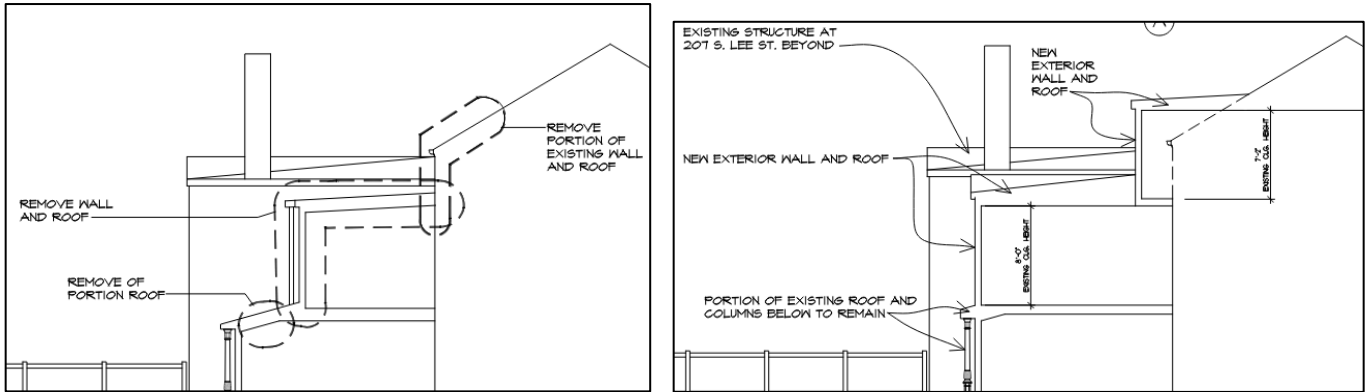 REMOVE
PORTION OF
EXISTING WALL
AND ROOF
REMOVE WALL
AND ROOF
REMOVE OF
PORTION ROOF
EXISTING STRUCTURE AT
207 S. LEE ST. BEYOND
NEW
EXTERIOR
WALL AND
ROOF
NEW EXTERIOR WALL AND ROOF
7'-2"
EXISTING CLG. HEIGHT
8'-0"
EXISTING CLG. HEIGHT
PORTION OF EXISTING ROOF AND
COLUMNS BELOW TO REMAIN